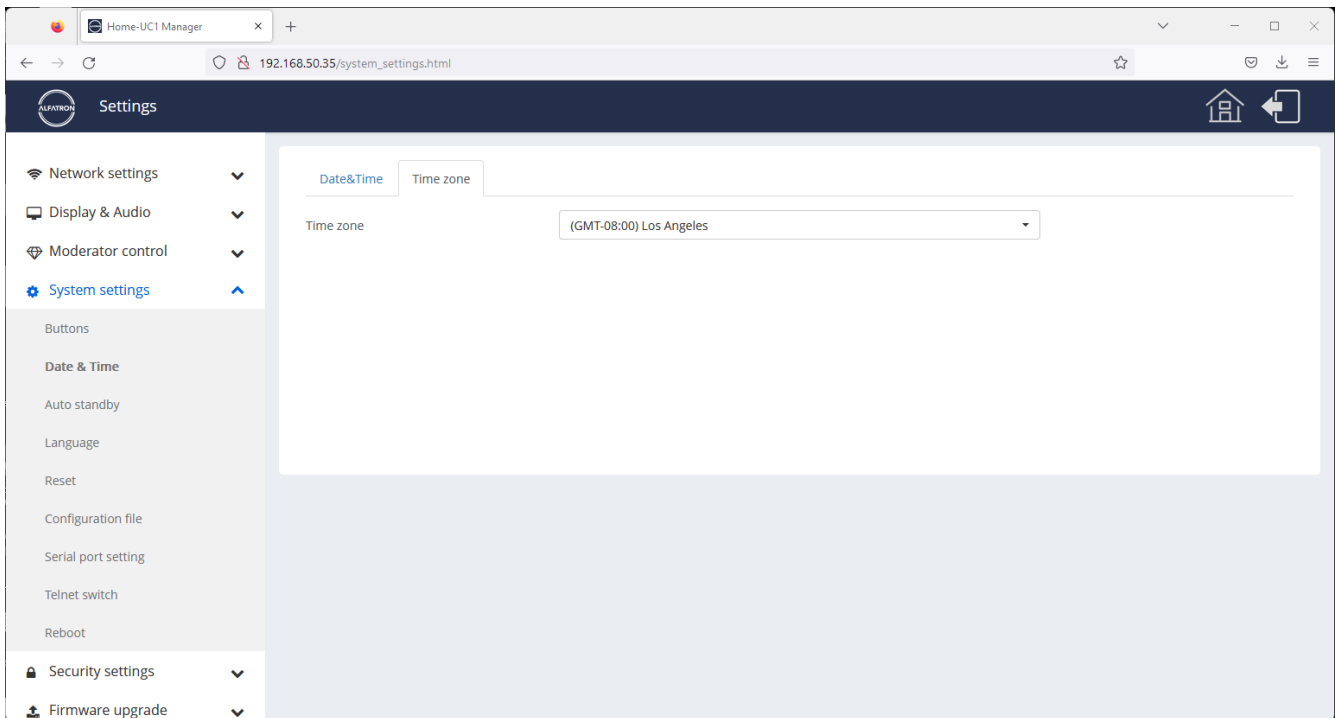 Home-UC1 Manager
192.168.50.35/system_settings.html
ALFATRON
Settings
Network settings
Display & Audio
Moderator control
System settings
Buttons
Date & Time
Auto standby
Language
Reset
Configuration file
Serial port setting
Telnet switch
Reboot
Security settings
Firmware upgrade
Date&Time
Time zone
Time zone
(GMT-08:00) Los Angeles